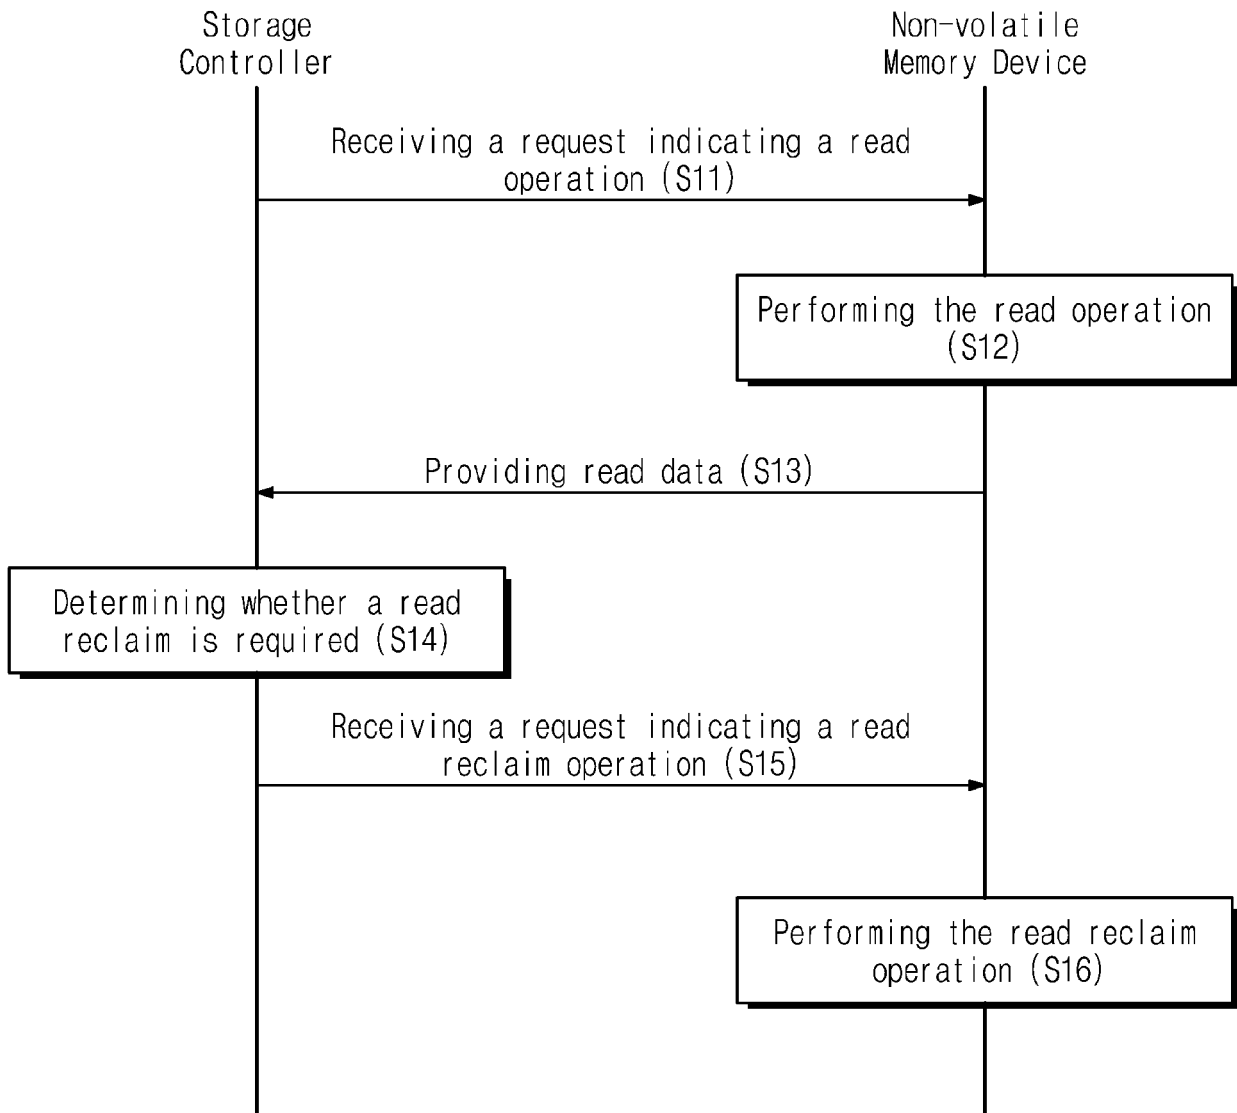 Storage
Controller
Non-volatile
Memory Device
Receiving a request indicating a read
operation (S11)
Performing the read operation
(S12)
Providing read data (S13)
Determining whether a read
reclaim is required (S14)
Receiving a request indicating a read
reclaim operation (S15)
Performing the read reclaim
operation (S16)